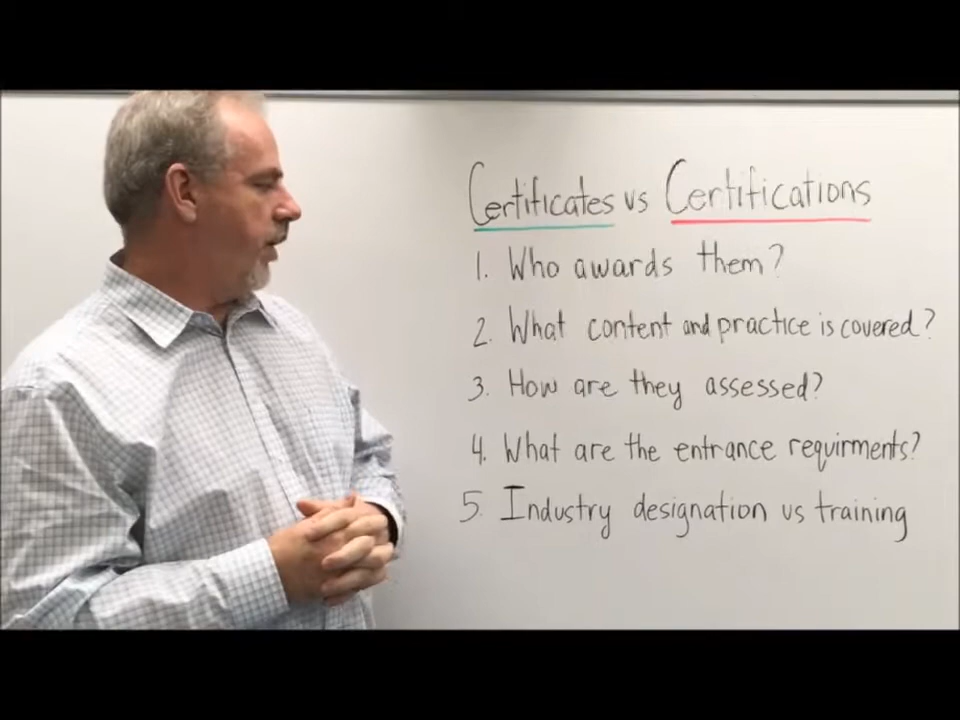 Certificates vs Certifications
1. Who awards them?
2. What content and practice is covered?
3. How are they assessed?
4. What are the entrance requirments?
5. Industry designation vs training